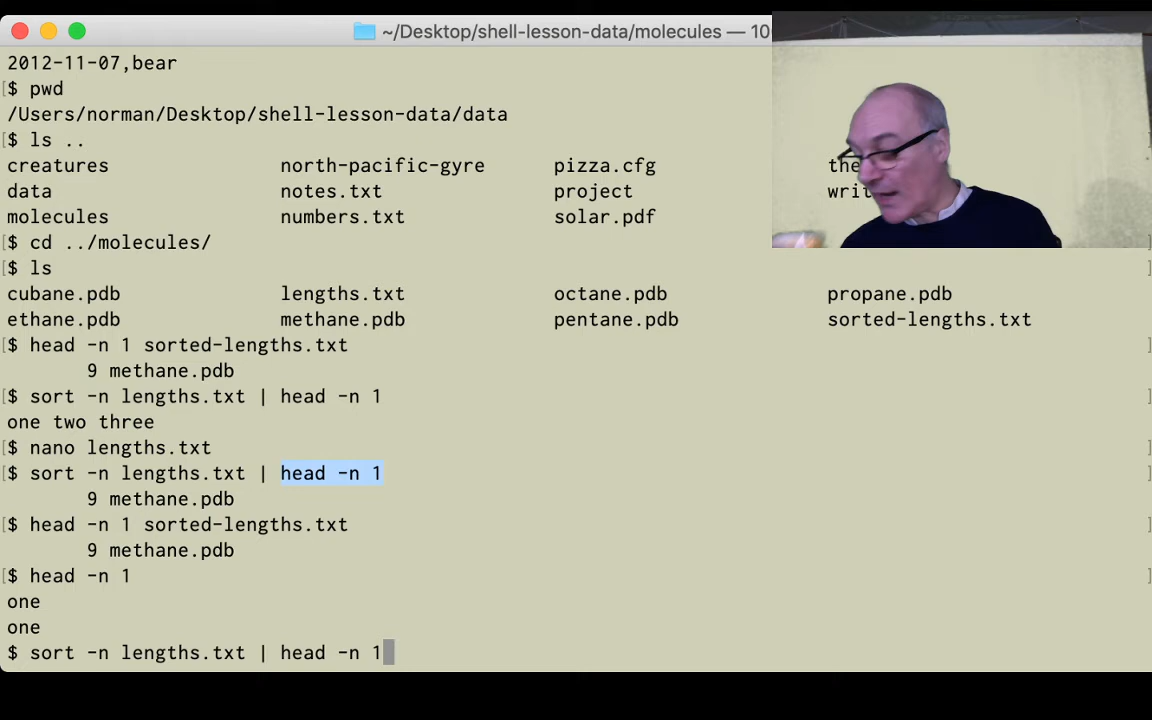 ~/Desktop/shell-lesson-data/molecules — 10
2012-11-07,bear
$ pwd
/Users/norman/Desktop/shell-lesson-data/data
$ ls ..
creatures north-pacific-gyre pizza.cfg
data notes.txt project
molecules numbers.txt solar.pdf
$ cd ../molecules/
$ ls
cubane.pdb lengths.txt octane.pdb propane.pdb
ethane.pdb methane.pdb pentane.pdb sorted-lengths.txt
$ head -n 1 sorted-lengths.txt
9 methane.pdb
$ sort -n lengths.txt | head -n 1
one two three
$ nano lengths.txt
$ sort -n lengths.txt | head -n 1
9 methane.pdb
$ head -n 1 sorted-lengths.txt
9 methane.pdb
$ head -n 1
one
one
$ sort -n lengths.txt | head -n 1